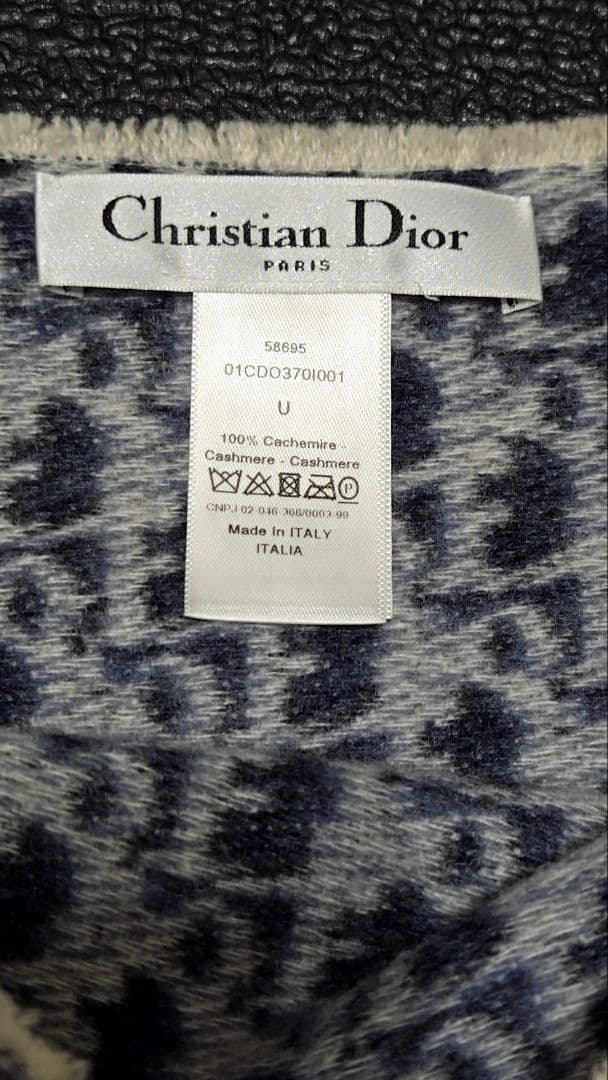 Christian Dior
PARIS
58695
01CDO370I001
U
100% Cachemire -
Cashmere - Cashmere
P
CNPJ 02-046-368/0003-99
Made In ITALY
ITALIA